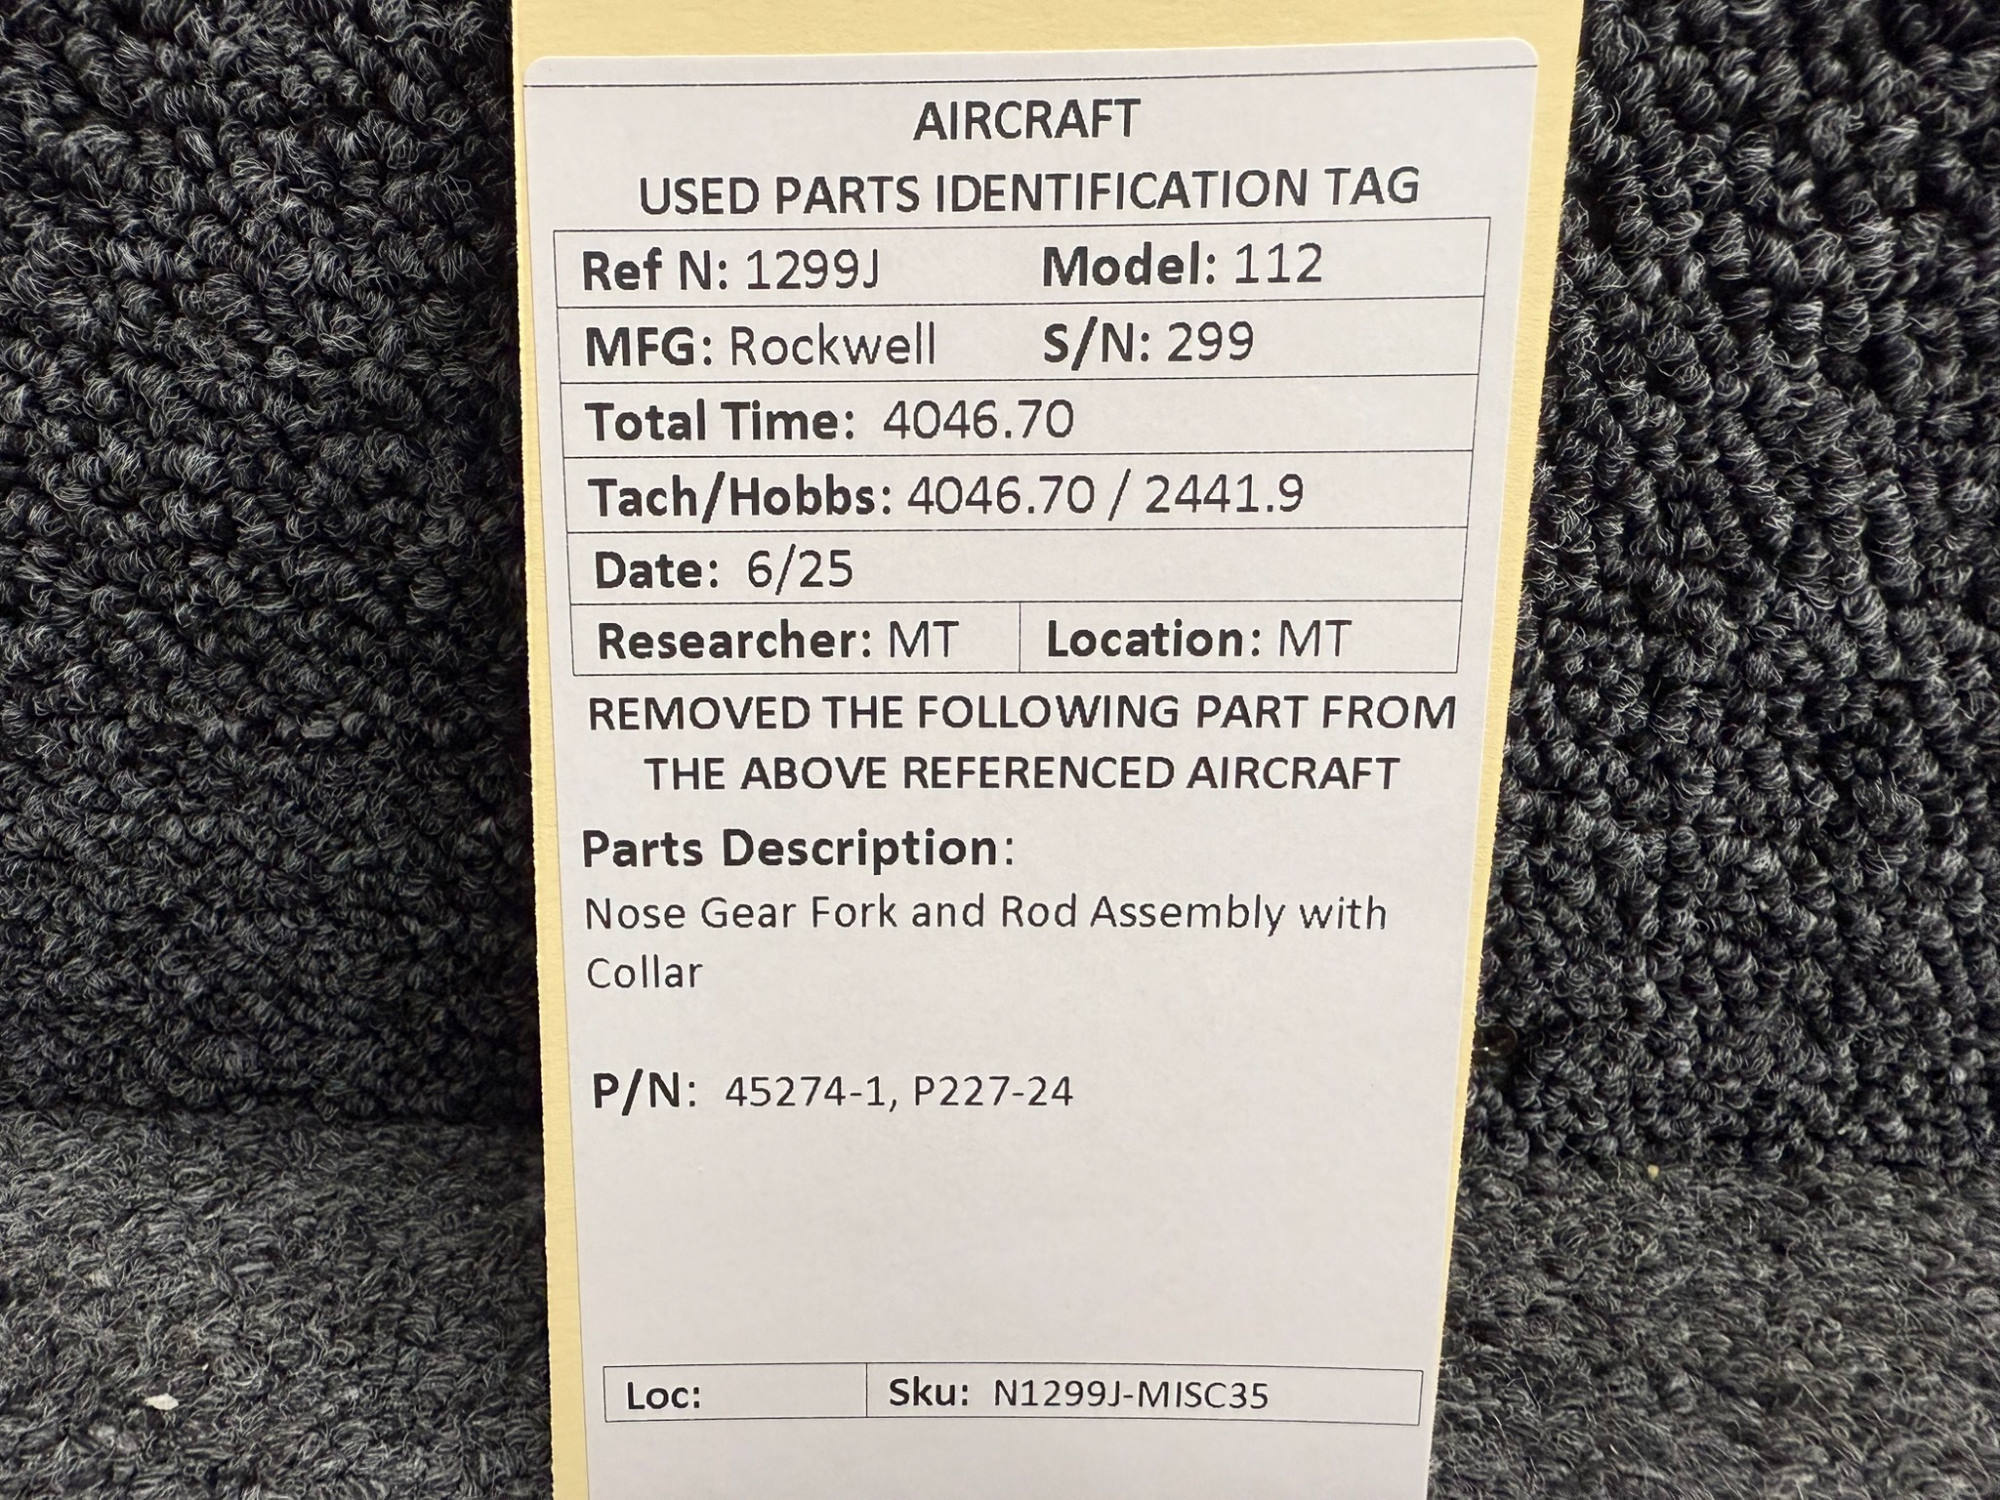 AIRCRAFT
USED PARTS IDENTIFICATION TAG
Ref N: 1299J Model: 112
MFG: Rockwell S/N: 299
Total Time: 4046.70
Tach/Hobbs: 4046.70 / 2441.9
Date: 6/25
Researcher: MT Location: MT
REMOVED THE FOLLOWING PART FROM
THE ABOVE REFERENCED AIRCRAFT
Parts Description:
Nose Gear Fork and Rod Assembly with
Collar
P/N: 45274-1, P227-24
Loc: Sku: N1299J-MISC35